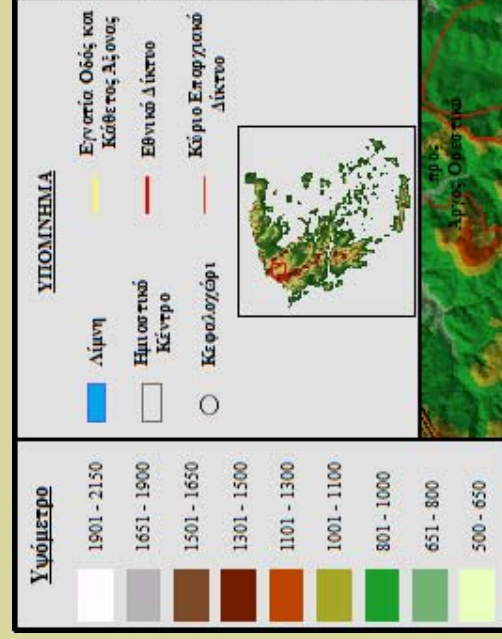 ΥΠΟΜΝΗΜΑ
Λίμνη
Ημιαστικό
Κέντρο
Κεφαλοχώρι
Εγνατία Οδός και
Κάθετος Άξονας
Εθνικό Δίκτυο
Κύριο Επαρχιακό
Δίκτυο
προς
Άργος Ορεστικό
Υψόμετρο
1901 - 2150
1651 - 1900
1501 - 1650
1301 - 1500
1101 - 1300
1001 - 1100
801 - 1000
651 - 800
500 - 650